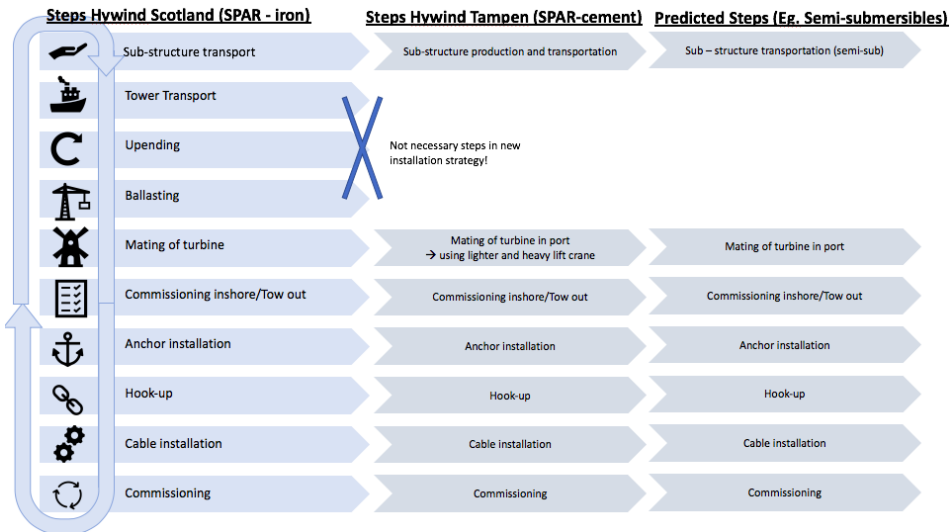 Steps Hywind Scotland (SPAR - iron)
Steps Hywind Tampen (SPAR-cement)
Predicted Steps (Eg. Semi-submersibles)
Sub-structure transport
Sub-structure production and transportation
Sub – structure transportation (semi-sub)
Tower Transport
Upending
Not necessary steps in new
installation strategy!
Ballasting
Mating of turbine
Mating of turbine in port
→ using lighter and heavy lift crane
Mating of turbine in port
Commissioning inshore/Tow out
Commissioning inshore/Tow out
Commissioning inshore/Tow out
Anchor installation
Anchor installation
Anchor installation
Hook-up
Hook-up
Hook-up
Cable installation
Cable installation
Cable installation
Commissioning
Commissioning
Commissioning